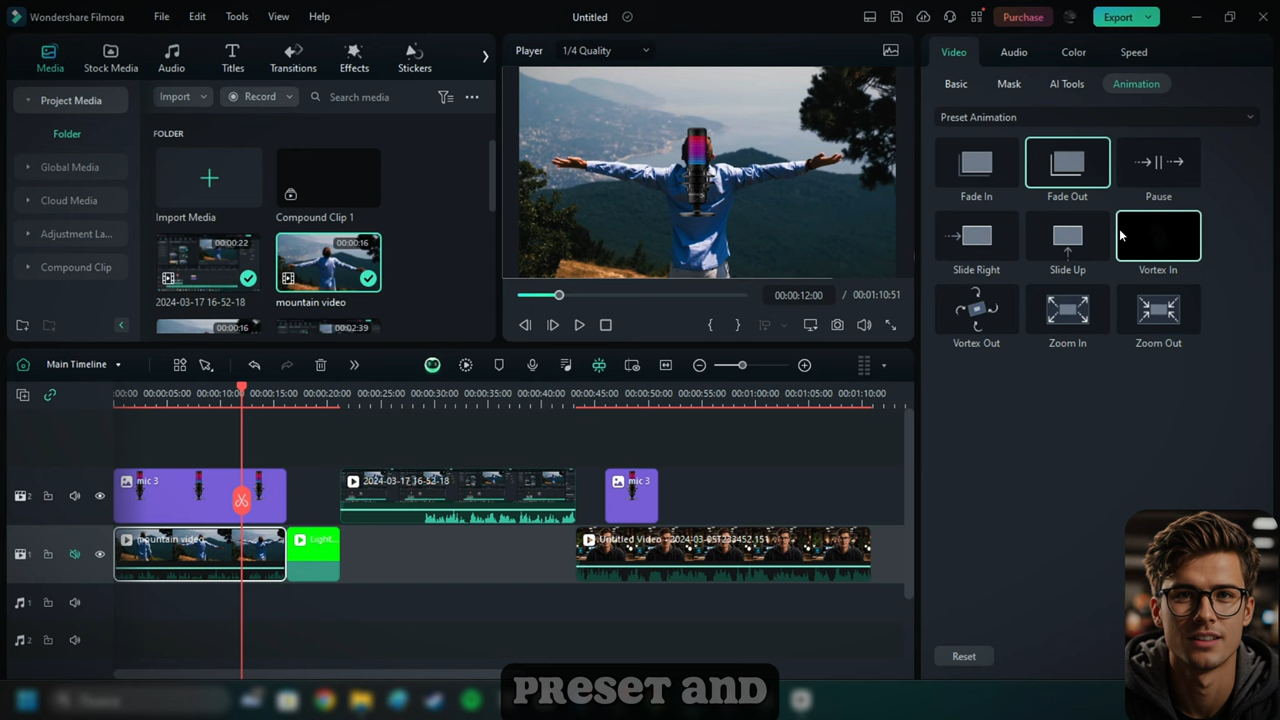 Wondershare Filmora
File
Edit
Tools
View
Help
Untitled
Purchase
Export
Media
Stock Media
Audio
Titles
Transitions
Effects
Stickers
Project Media
Folder
Global Media
Cloud Media
Adjustment La...
Compound Clip
Import
Record
Search media
FOLDER
Import Media
Compound Clip 1
00:00:22
2024-03-17 16-52-18
00:00:16
mountain video
00:00:16
00:02:39
Player
1/4 Quality
00:00:12:00
/
00:01:10:51
Video
Audio
Color
Speed
Basic
Mask
AI Tools
Animation
Preset Animation
Fade In
Fade Out
Pause
Slide Right
Slide Up
Vortex In
Vortex Out
Zoom In
Zoom Out
Reset
Main Timeline
:00:00
00:00:05:00
00:00:10:00
00:00:15:00
00:00:20:00
00:00:25:00
00:00:30:00
00:00:35:00
00:00:40:00
00:00:45:00
00:00:50:00
00:00:55:00
00:01:00:00
00:01:05:00
00:01:10:00
2
mic 3
2024-03-17 16-52-18
mic 3
1
mountain video
Light...
Untitled Video - 2024-03-05T233452.151
1
2
PRESET AND